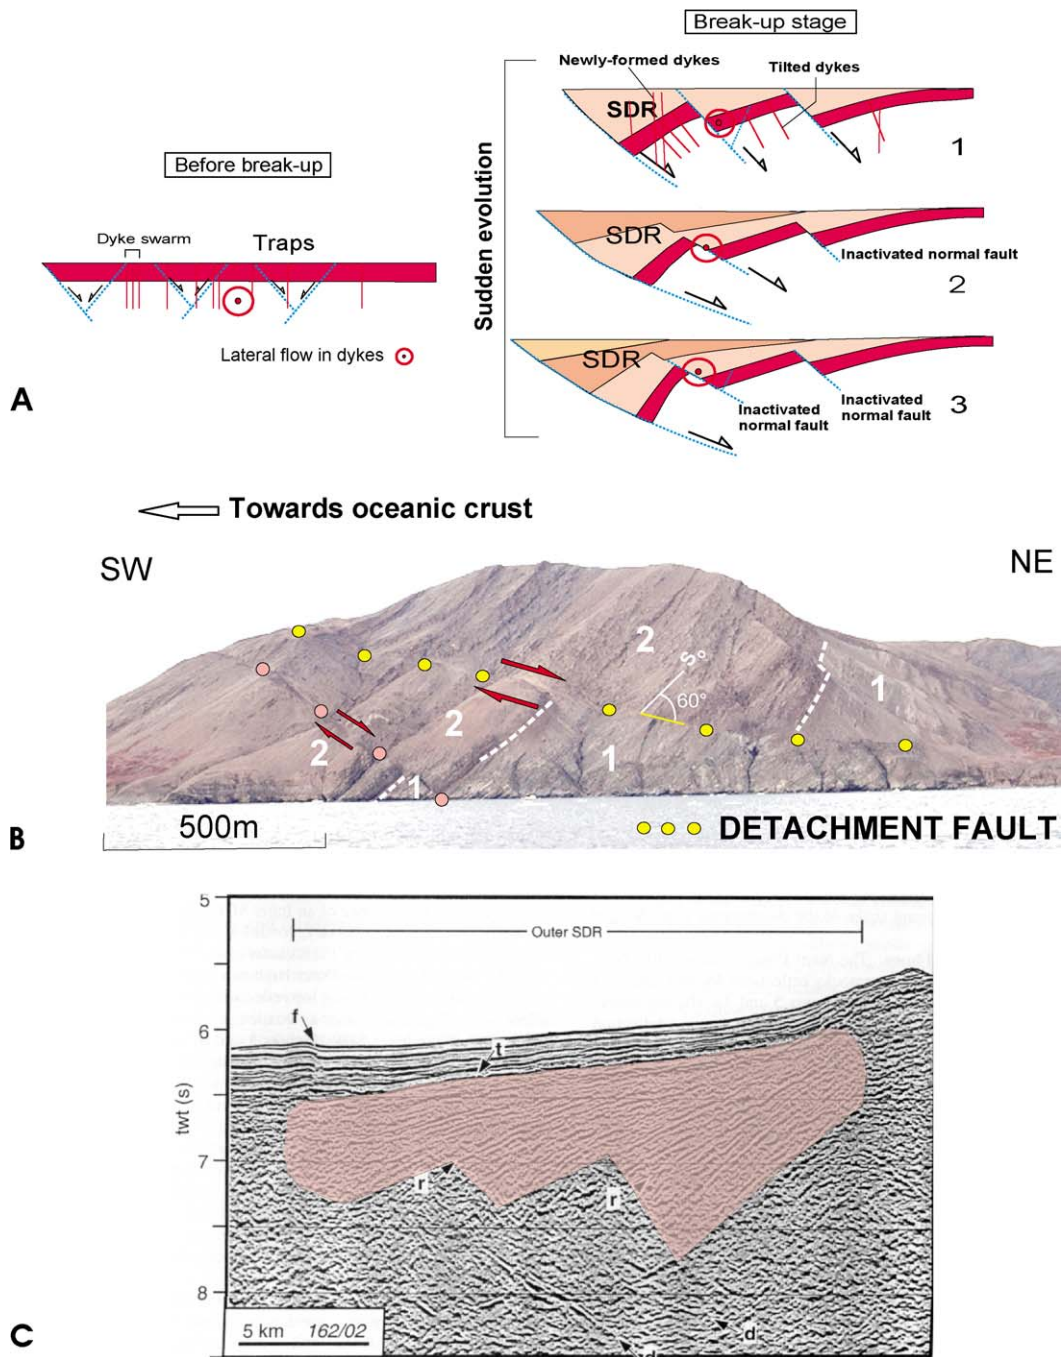 Break-up stage
Newly-formed dykes
Tilted dykes
SDR
1
Before break-up
Dyke swarm
Traps
Sudden evolution
SDR
Inactivated normal fault
2
Lateral flow in dykes
SDR
A
Inactivated
normal fault
Inactivated
normal fault
3
Towards oceanic crust
SW
NE
2
S°
1
60°
2
2
1
1
500m
B
DETACHMENT FAULT
5
Outer SDR
f
6
t
twt (s)
7
r
r
8
d
d
5 km 162/02
C